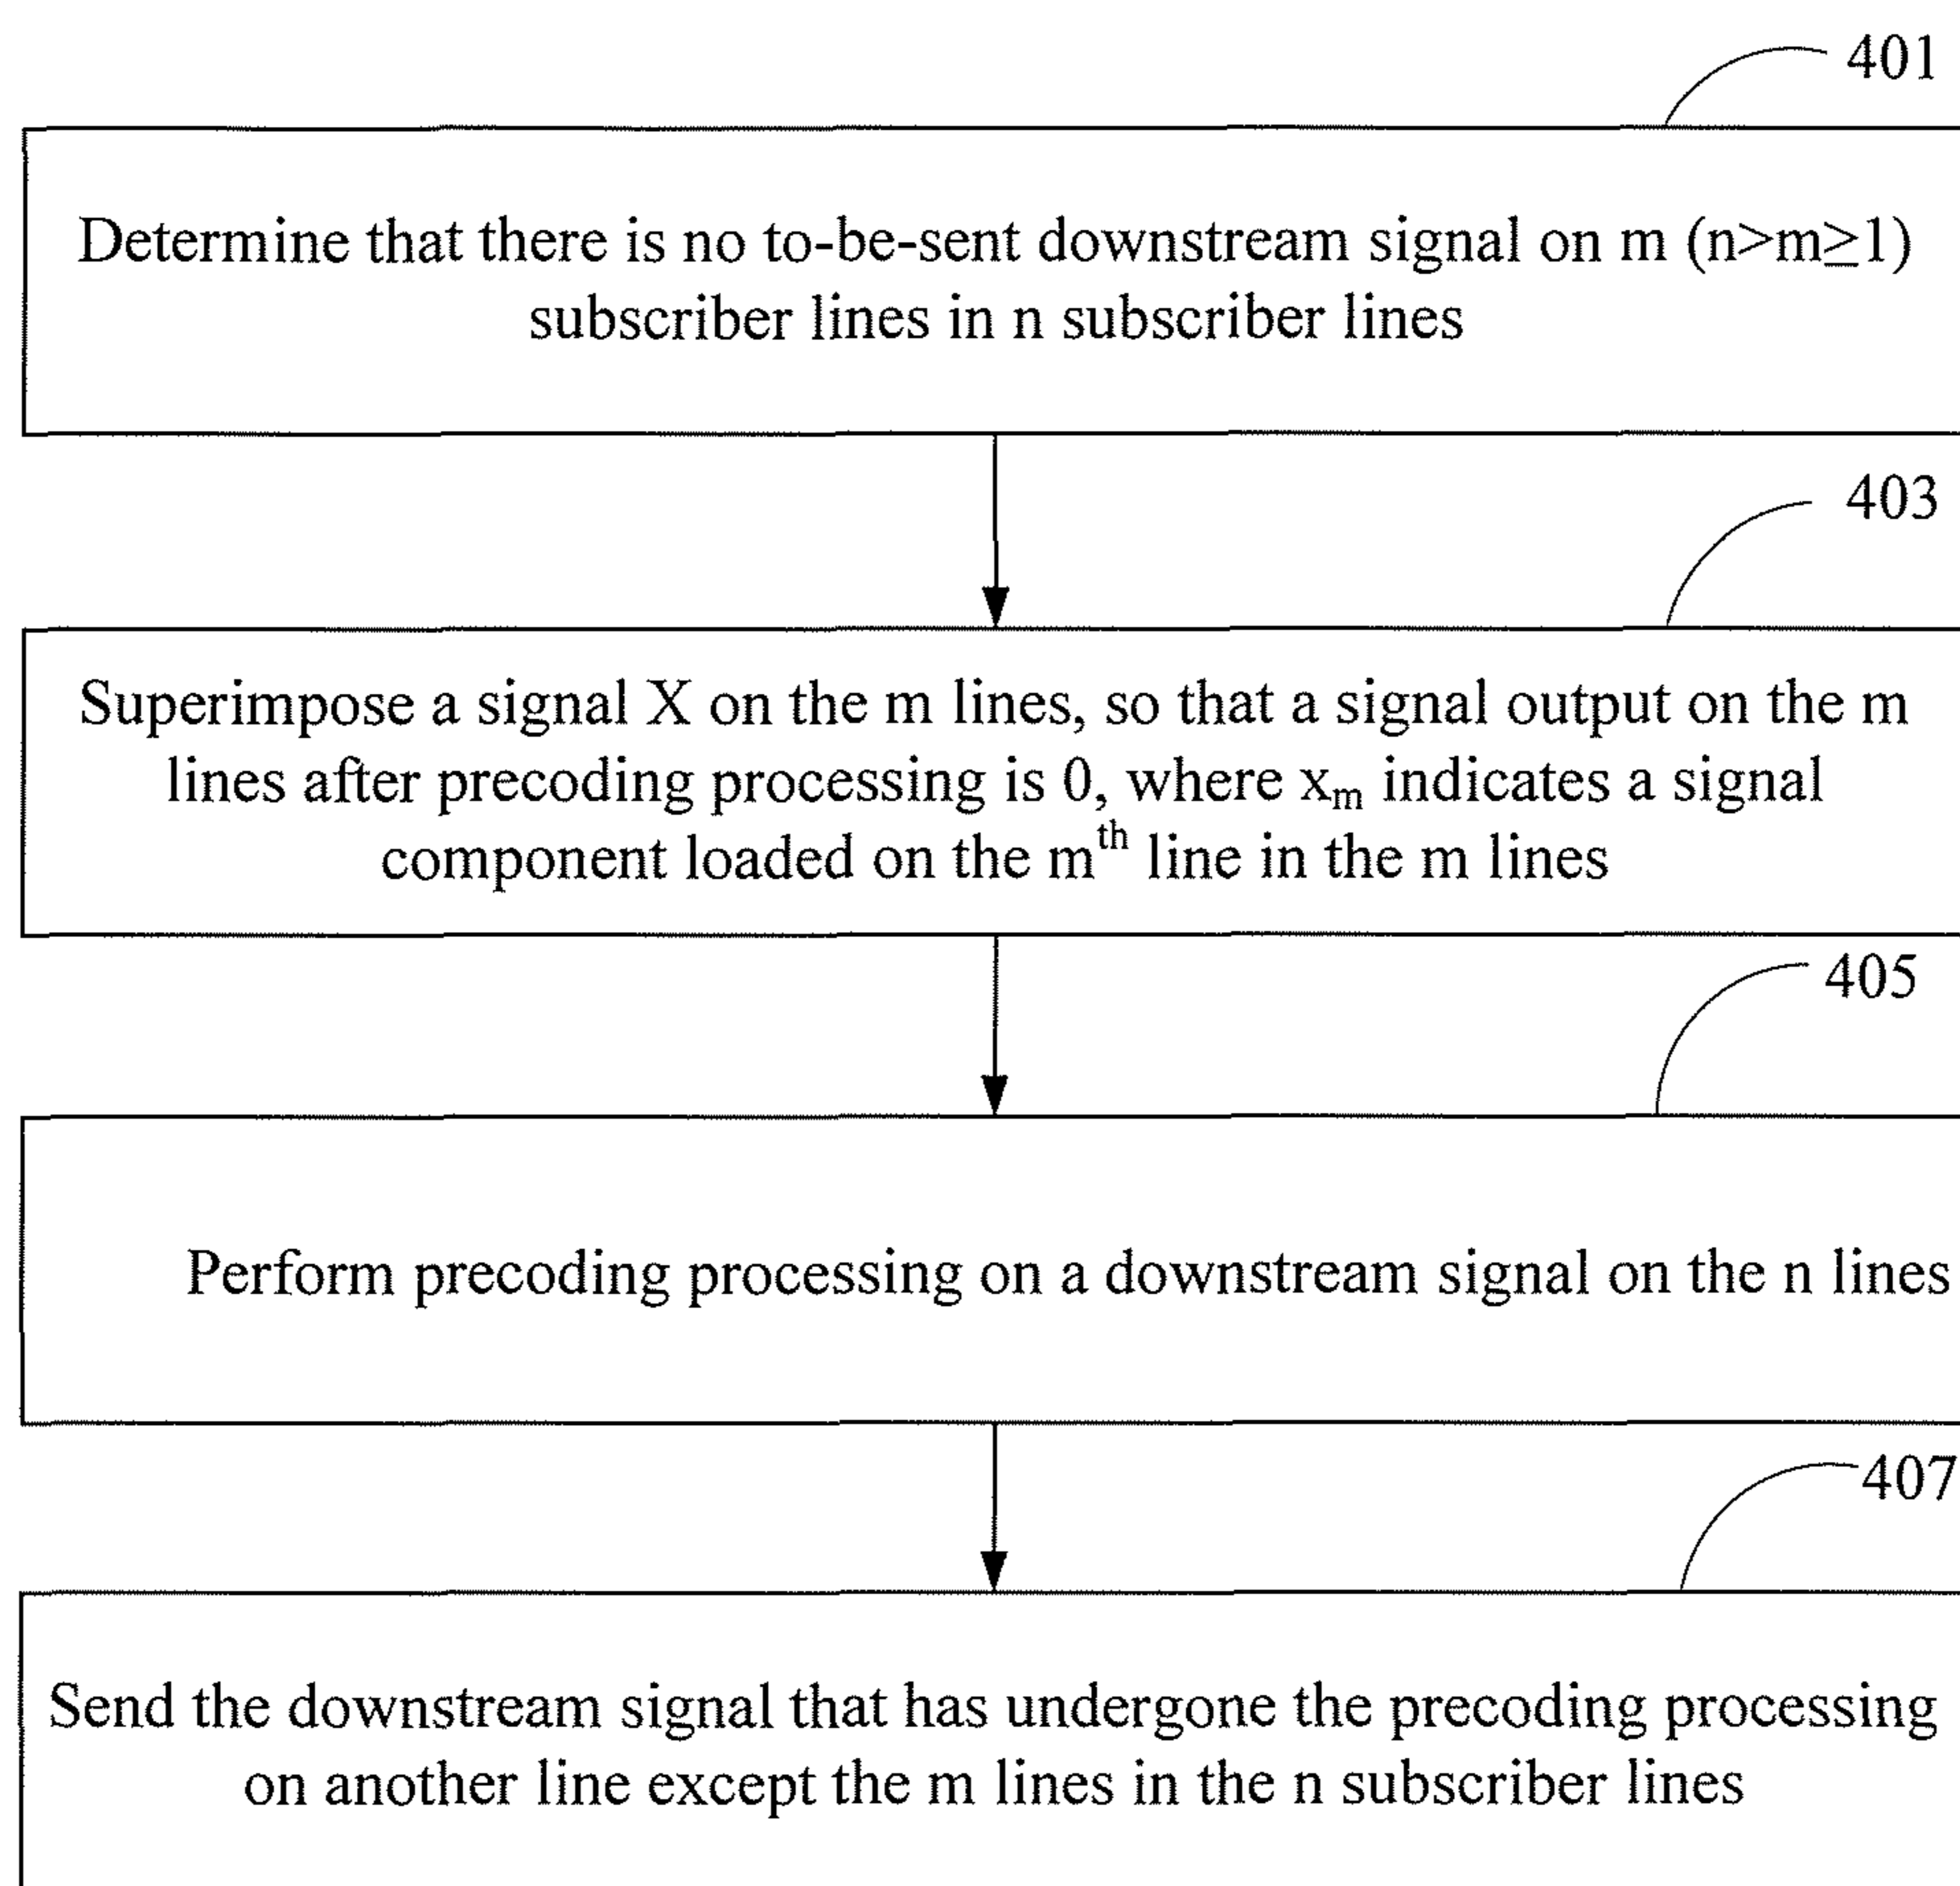 401
Determine that there is no to-be-sent downstream signal on m (n>m≥1)
subscriber lines in n subscriber lines
403
Superimpose a signal X on the m lines, so that a signal output on the m
lines after precoding processing is 0, where xₘ indicates a signal
component loaded on the mᵗʰ line in the m lines
405
Perform precoding processing on a downstream signal on the n lines
407
Send the downstream signal that has undergone the precoding processing
on another line except the m lines in the n subscriber lines